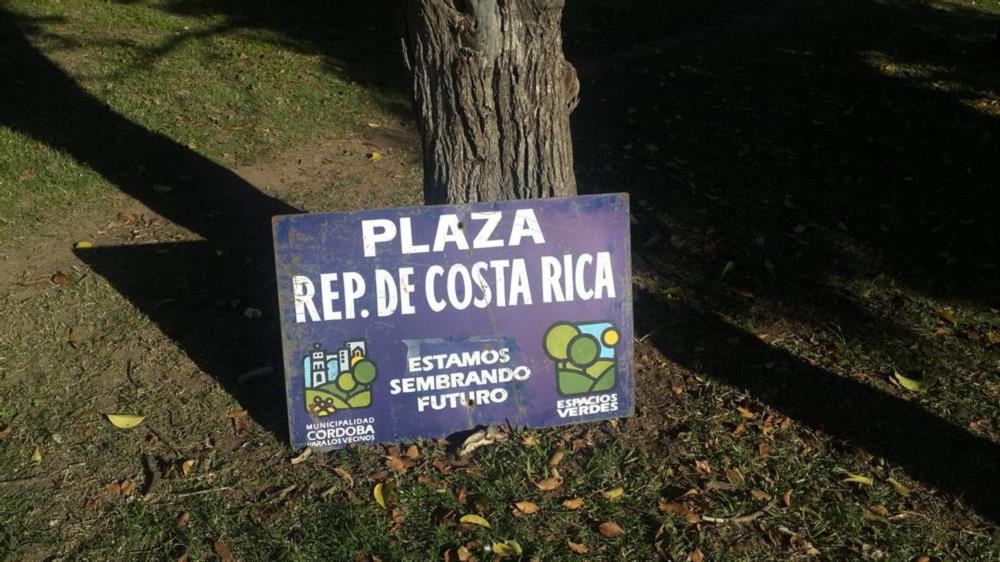 PLAZA
REP. DE COSTA RICA
ESTAMOS
SEMBRANDO
FUTURO
MUNICIPALIDAD
CORDOBA
PARA LOS VECINOS
ESPACIOS
VERDES